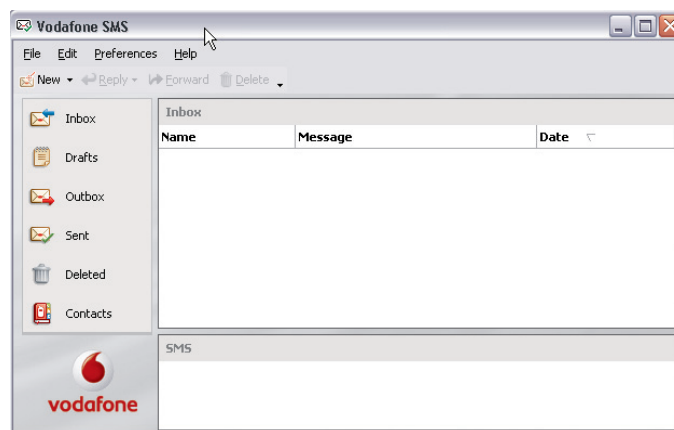 Vodafone SMS
File Edit Preferences Help
New Reply Forward Delete
Inbox
Drafts
Outbox
Sent
Deleted
Contacts
vodafone
Inbox
Name Message Date
SMS